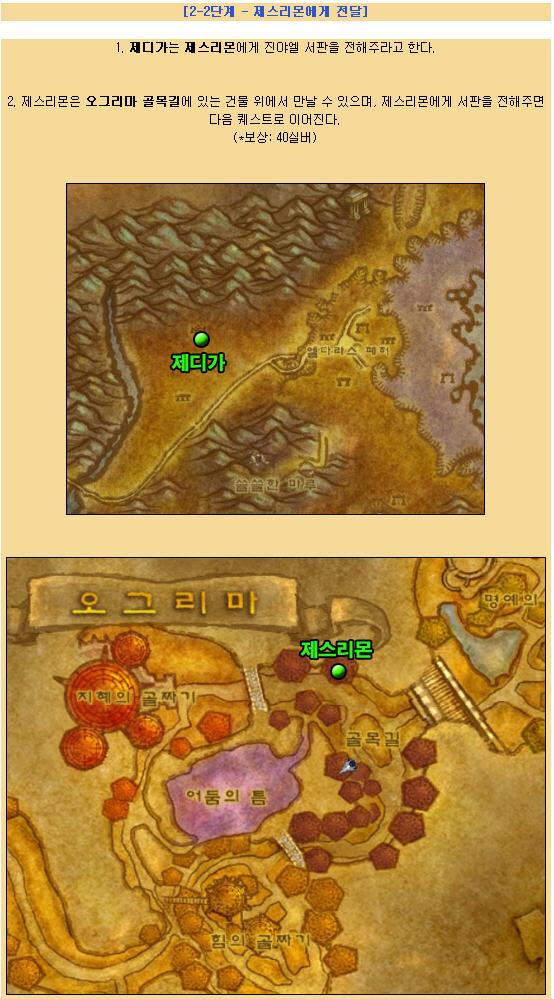 [2-2단계 - 제스리몬에게 전달]
1. 제디가는 제스리몬에게 진야엘 서판을 전해주라고 한다.
2. 제스리몬은 오그리마 골목길에 있는 건물 위에서 만날 수 있으며, 제스리몬에게 서판을 전해주면
다음 퀘스트로 이어진다.
(*보상: 40실버)
엘다라스 폐허
제디가
쓸쓸한 마루
오그리마
명예의
제스리몬
지혜의 골짜기
골목길
어둠의 틈
힘의 골짜기